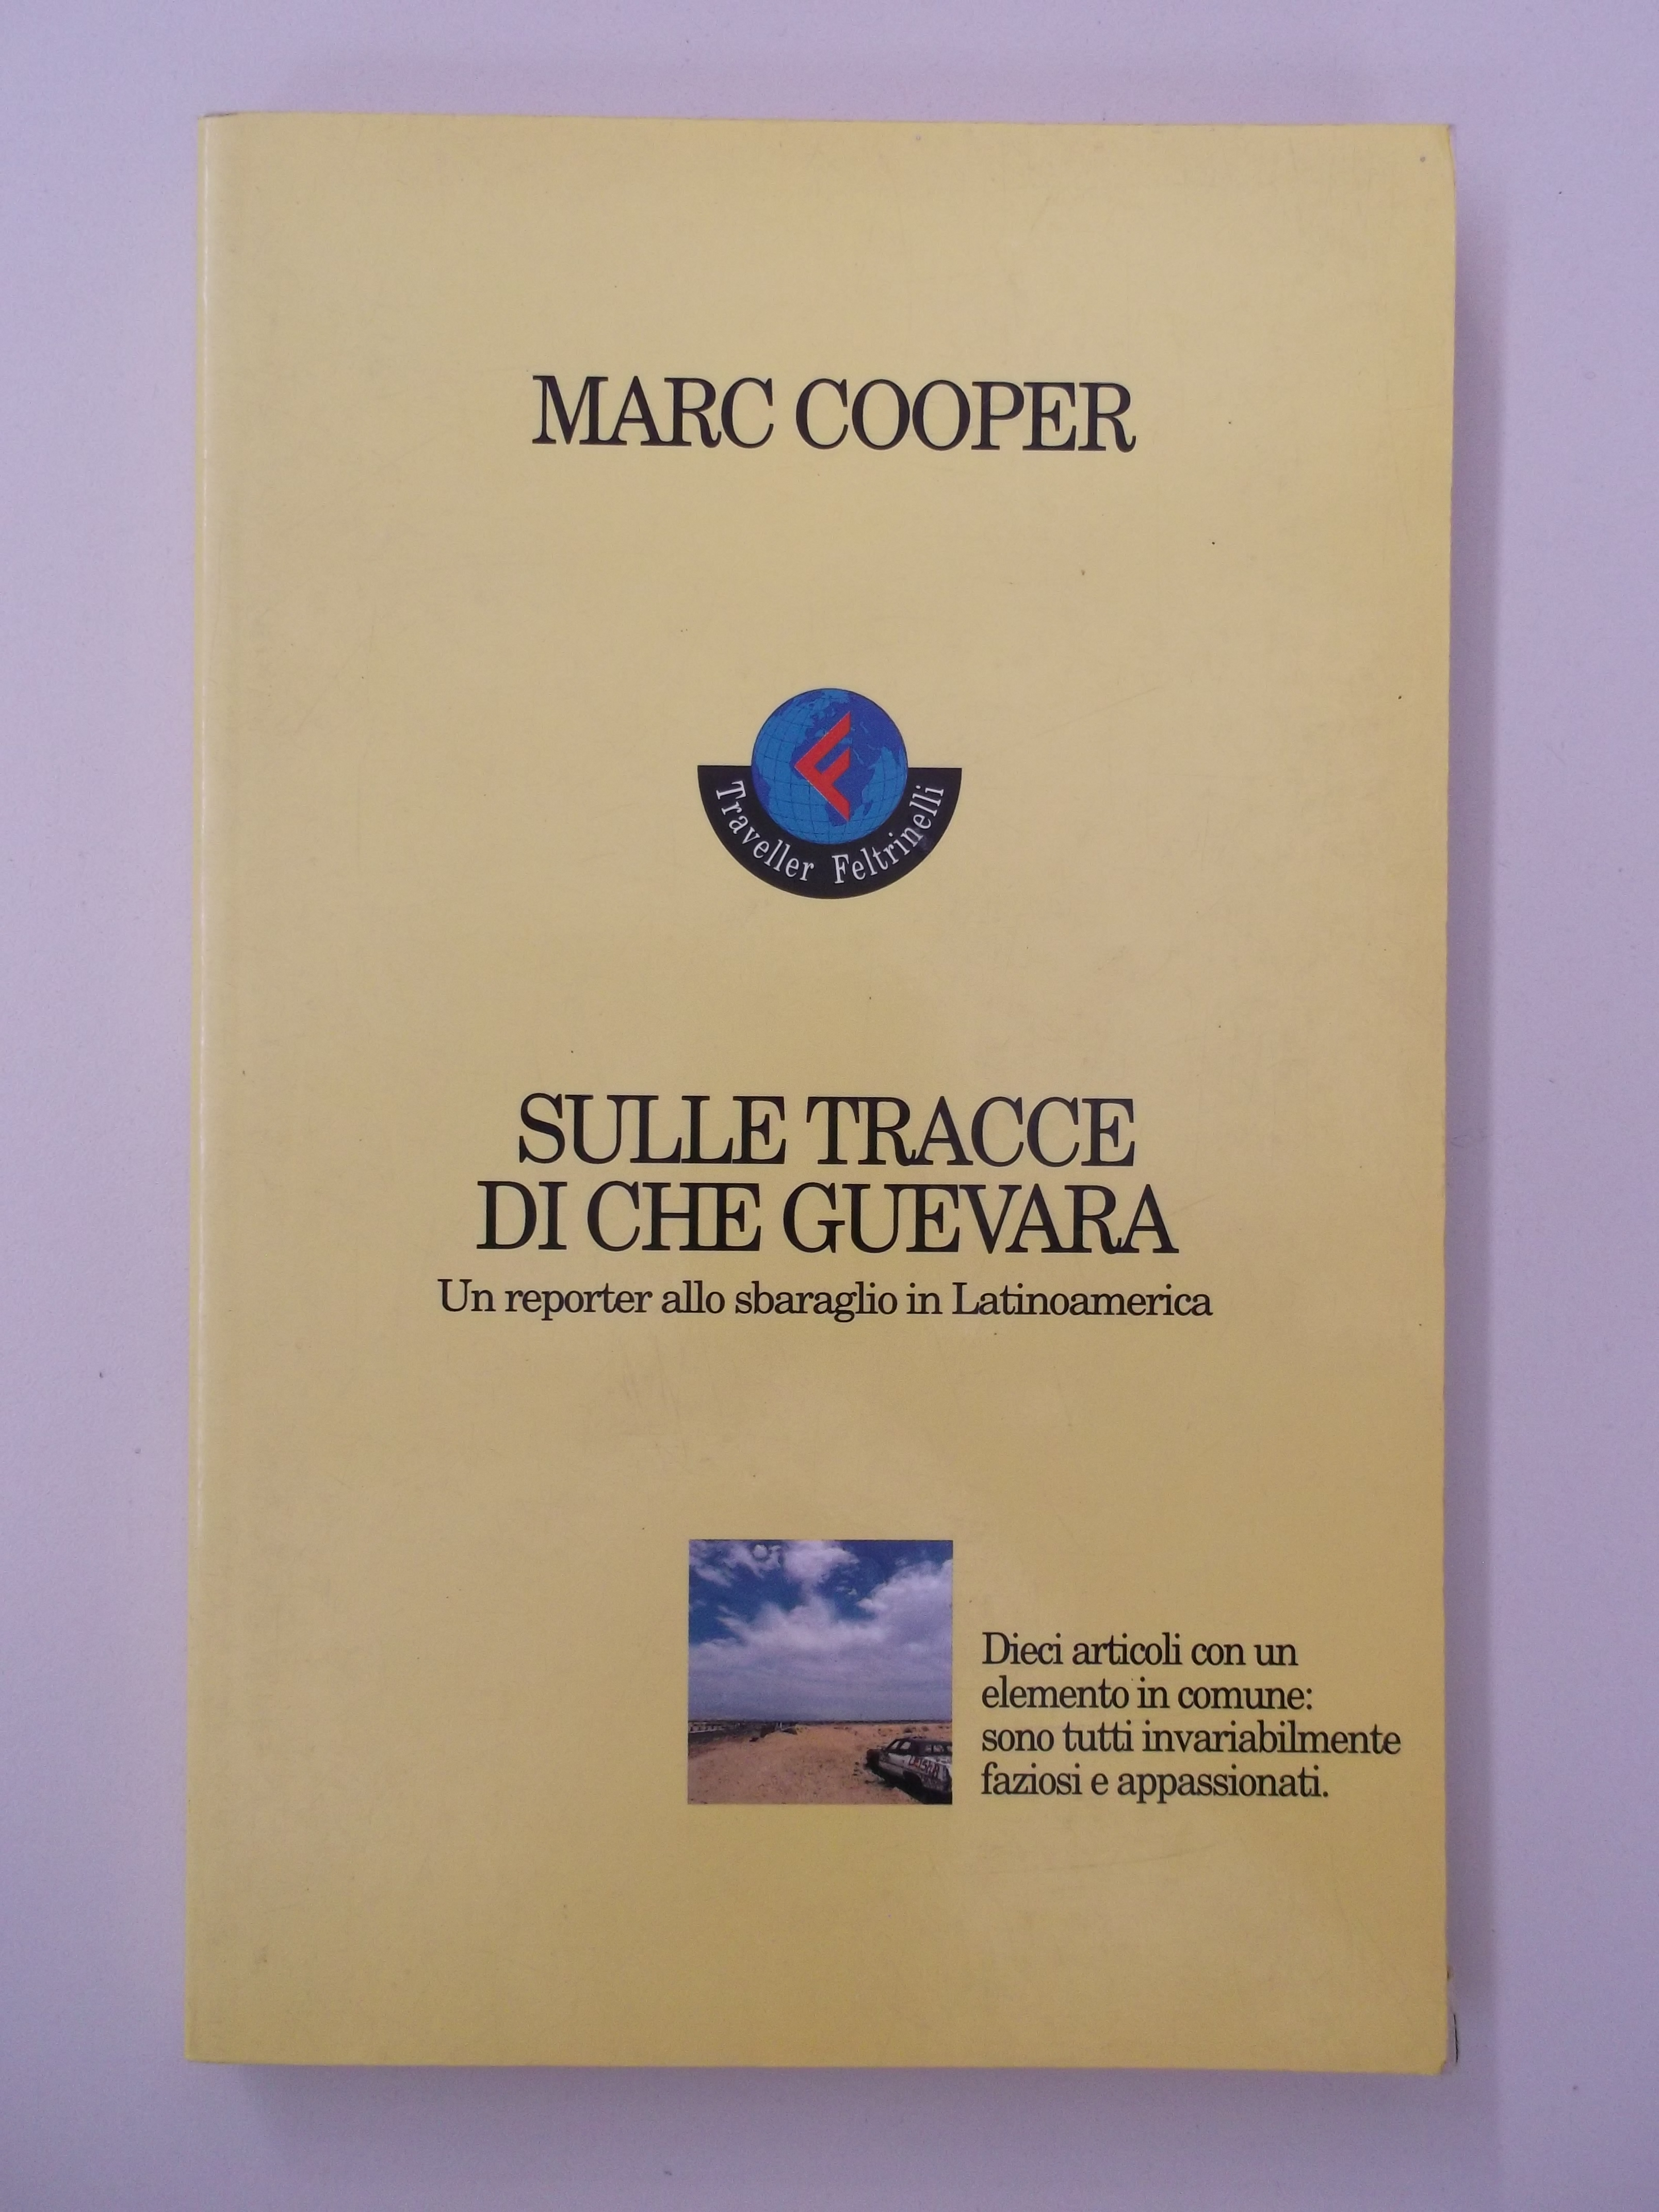 MARC COOPER
Traveller Feltrinelli
SULLE TRACCE
DI CHE GUEVARA
Un reporter allo sbaraglio in Latinoamerica
Dieci articoli con un
elemento in comune:
sono tutti invariabilmente
faziosi e appassionati.